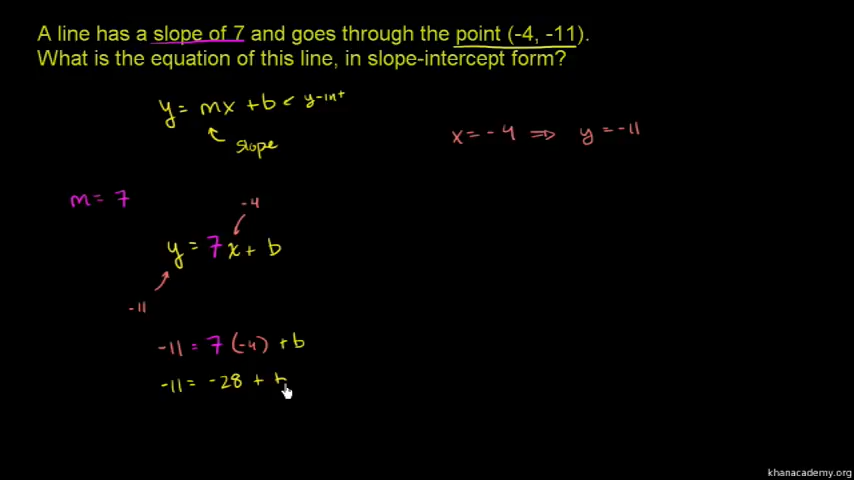 A line has a slope of 7 and goes through the point (-4, -11).
What is the equation of this line, in slope-intercept form?
y = mx + b < y-int
slope
x = -4 ⇒ y = -11
m = 7
-4
y = 7x + b
-11
-11 = 7(-4) + b
-11 = -28 +
khanacademy.org